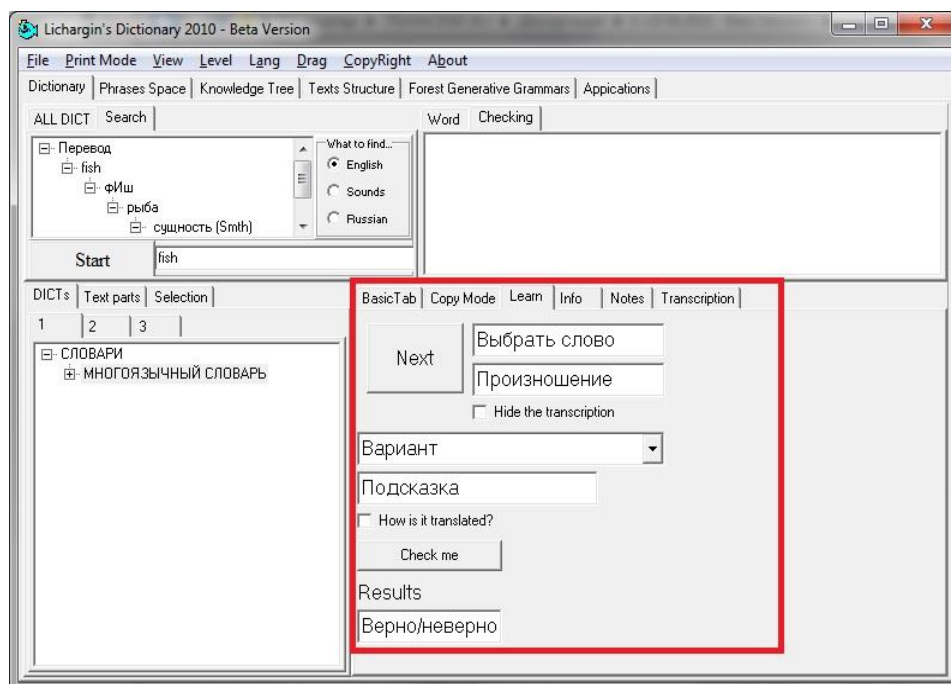 Lichargin's Dictionary 2010 - Beta Version
File Print Mode View Level Lang Drag CopyRight About
Dictionary Phrases Space Knowledge Tree Texts Structure Forest Generative Grammars Appications
ALL DICT Search
Перевод
fish
фИш
рыба
сущность (Smth)
What to find...
English
Sounds
Russian
Start fish
Word Checking
DICTs Text parts Selection
1 2 3
СЛОВАРИ
МНОГОЯЗЫЧНЫЙ СЛОВАРЬ
BasicTab Copy Mode Learn Info Notes Transcription
Next
Выбрать слово
Произношение
Hide the transcription
Вариант
Подсказка
How is it translated?
Check me
Results
Верно/неверно